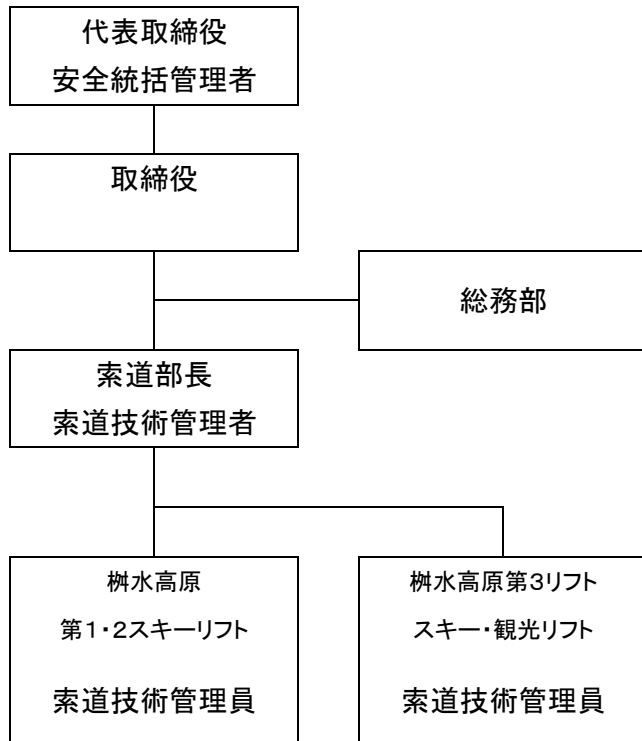 代表取締役
安全統括管理者
取締役
総務部
索道部長
索道技術管理者
桝水高原
第1・2スキーリフト
索道技術管理員
桝水高原第3リフト
スキー・観光リフト
索道技術管理員